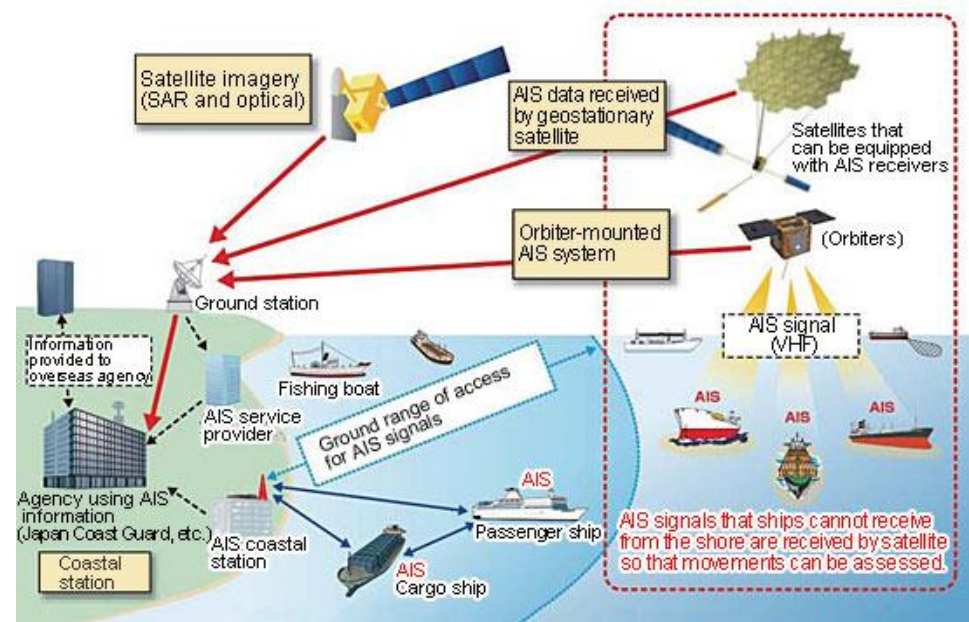 Satellite imagery
(SAR and optical)
AIS data received
by geostationary
satellite
Satellites that
can be equipped
with AIS receivers
Orbiter-mounted
AIS system
(Orbiters)
Ground station
AIS signal
(VHF)
Information
provided to
overseas agency
Fishing boat
AIS service
provider
Ground range of access
for AIS signals
AIS
AIS
AIS
Agency using AIS
information
(Japan Coast Guard, etc.)
AIS coastal
station
AIS
Passenger ship
AIS
Cargo ship
Coastal
station
AIS signals that ships cannot receive
from the shore are received by satellite
so that movements can be assessed.